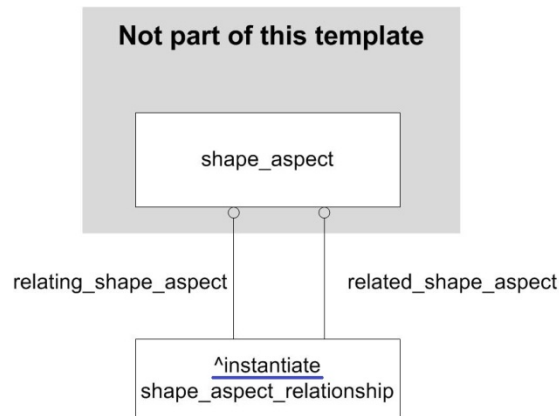 Not part of this template
shape_aspect
relating_shape_aspect
related_shape_aspect
^instantiate
shape_aspect_relationship